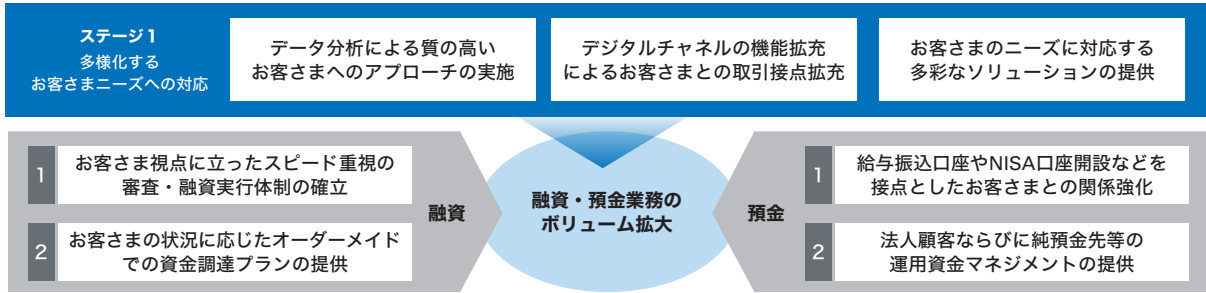 ステージ1
多様化する
お客さまニーズへの対応
データ分析による質の高い
お客さまへのアプローチの実施
デジタルチャネルの機能拡充
によるお客さまとの取引接点拡充
お客さまのニーズに対応する
多彩なソリューションの提供
1
お客さま視点に立ったスピード重視の
審査・融資実行体制の確立
2
お客さまの状況に応じたオーダーメイド
での資金調達プランの提供
融資
融資・預金業務の
ボリューム拡大
預金
1
給与振込口座やNISA口座開設などを
接点としたお客さまとの関係強化
2
法人顧客ならびに純預金先等の
運用資金マネジメントの提供